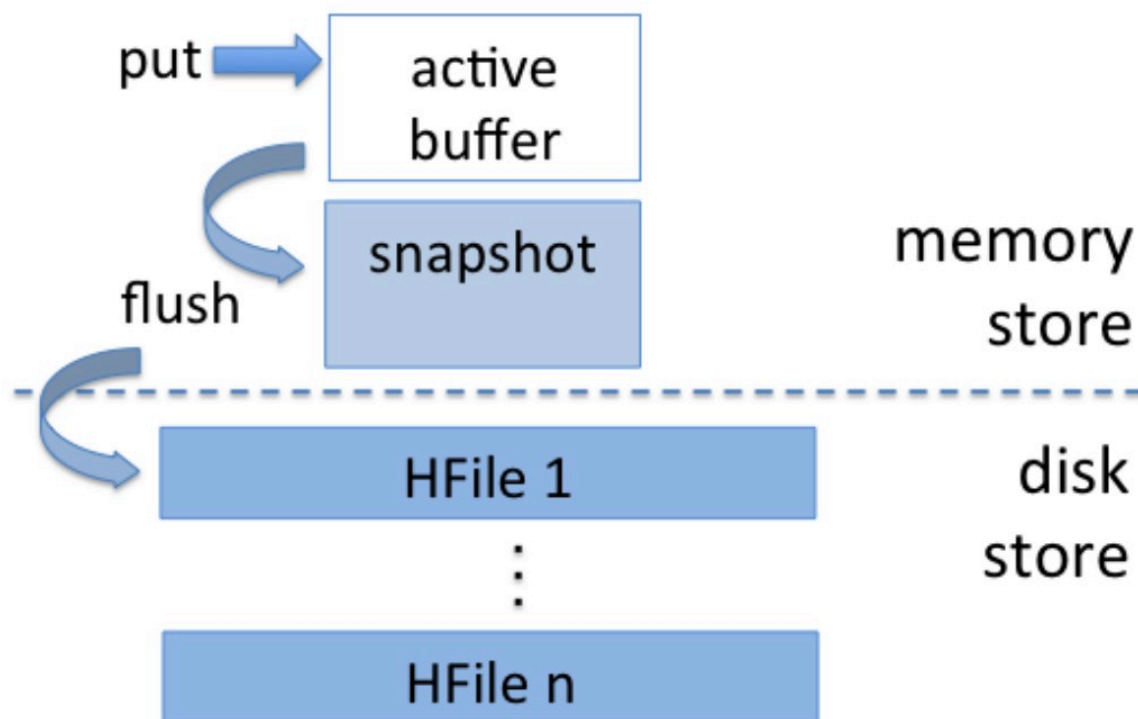 put
active
buffer
snapshot
flush
memory
store
HFile 1
disk
store
⋮
HFile n